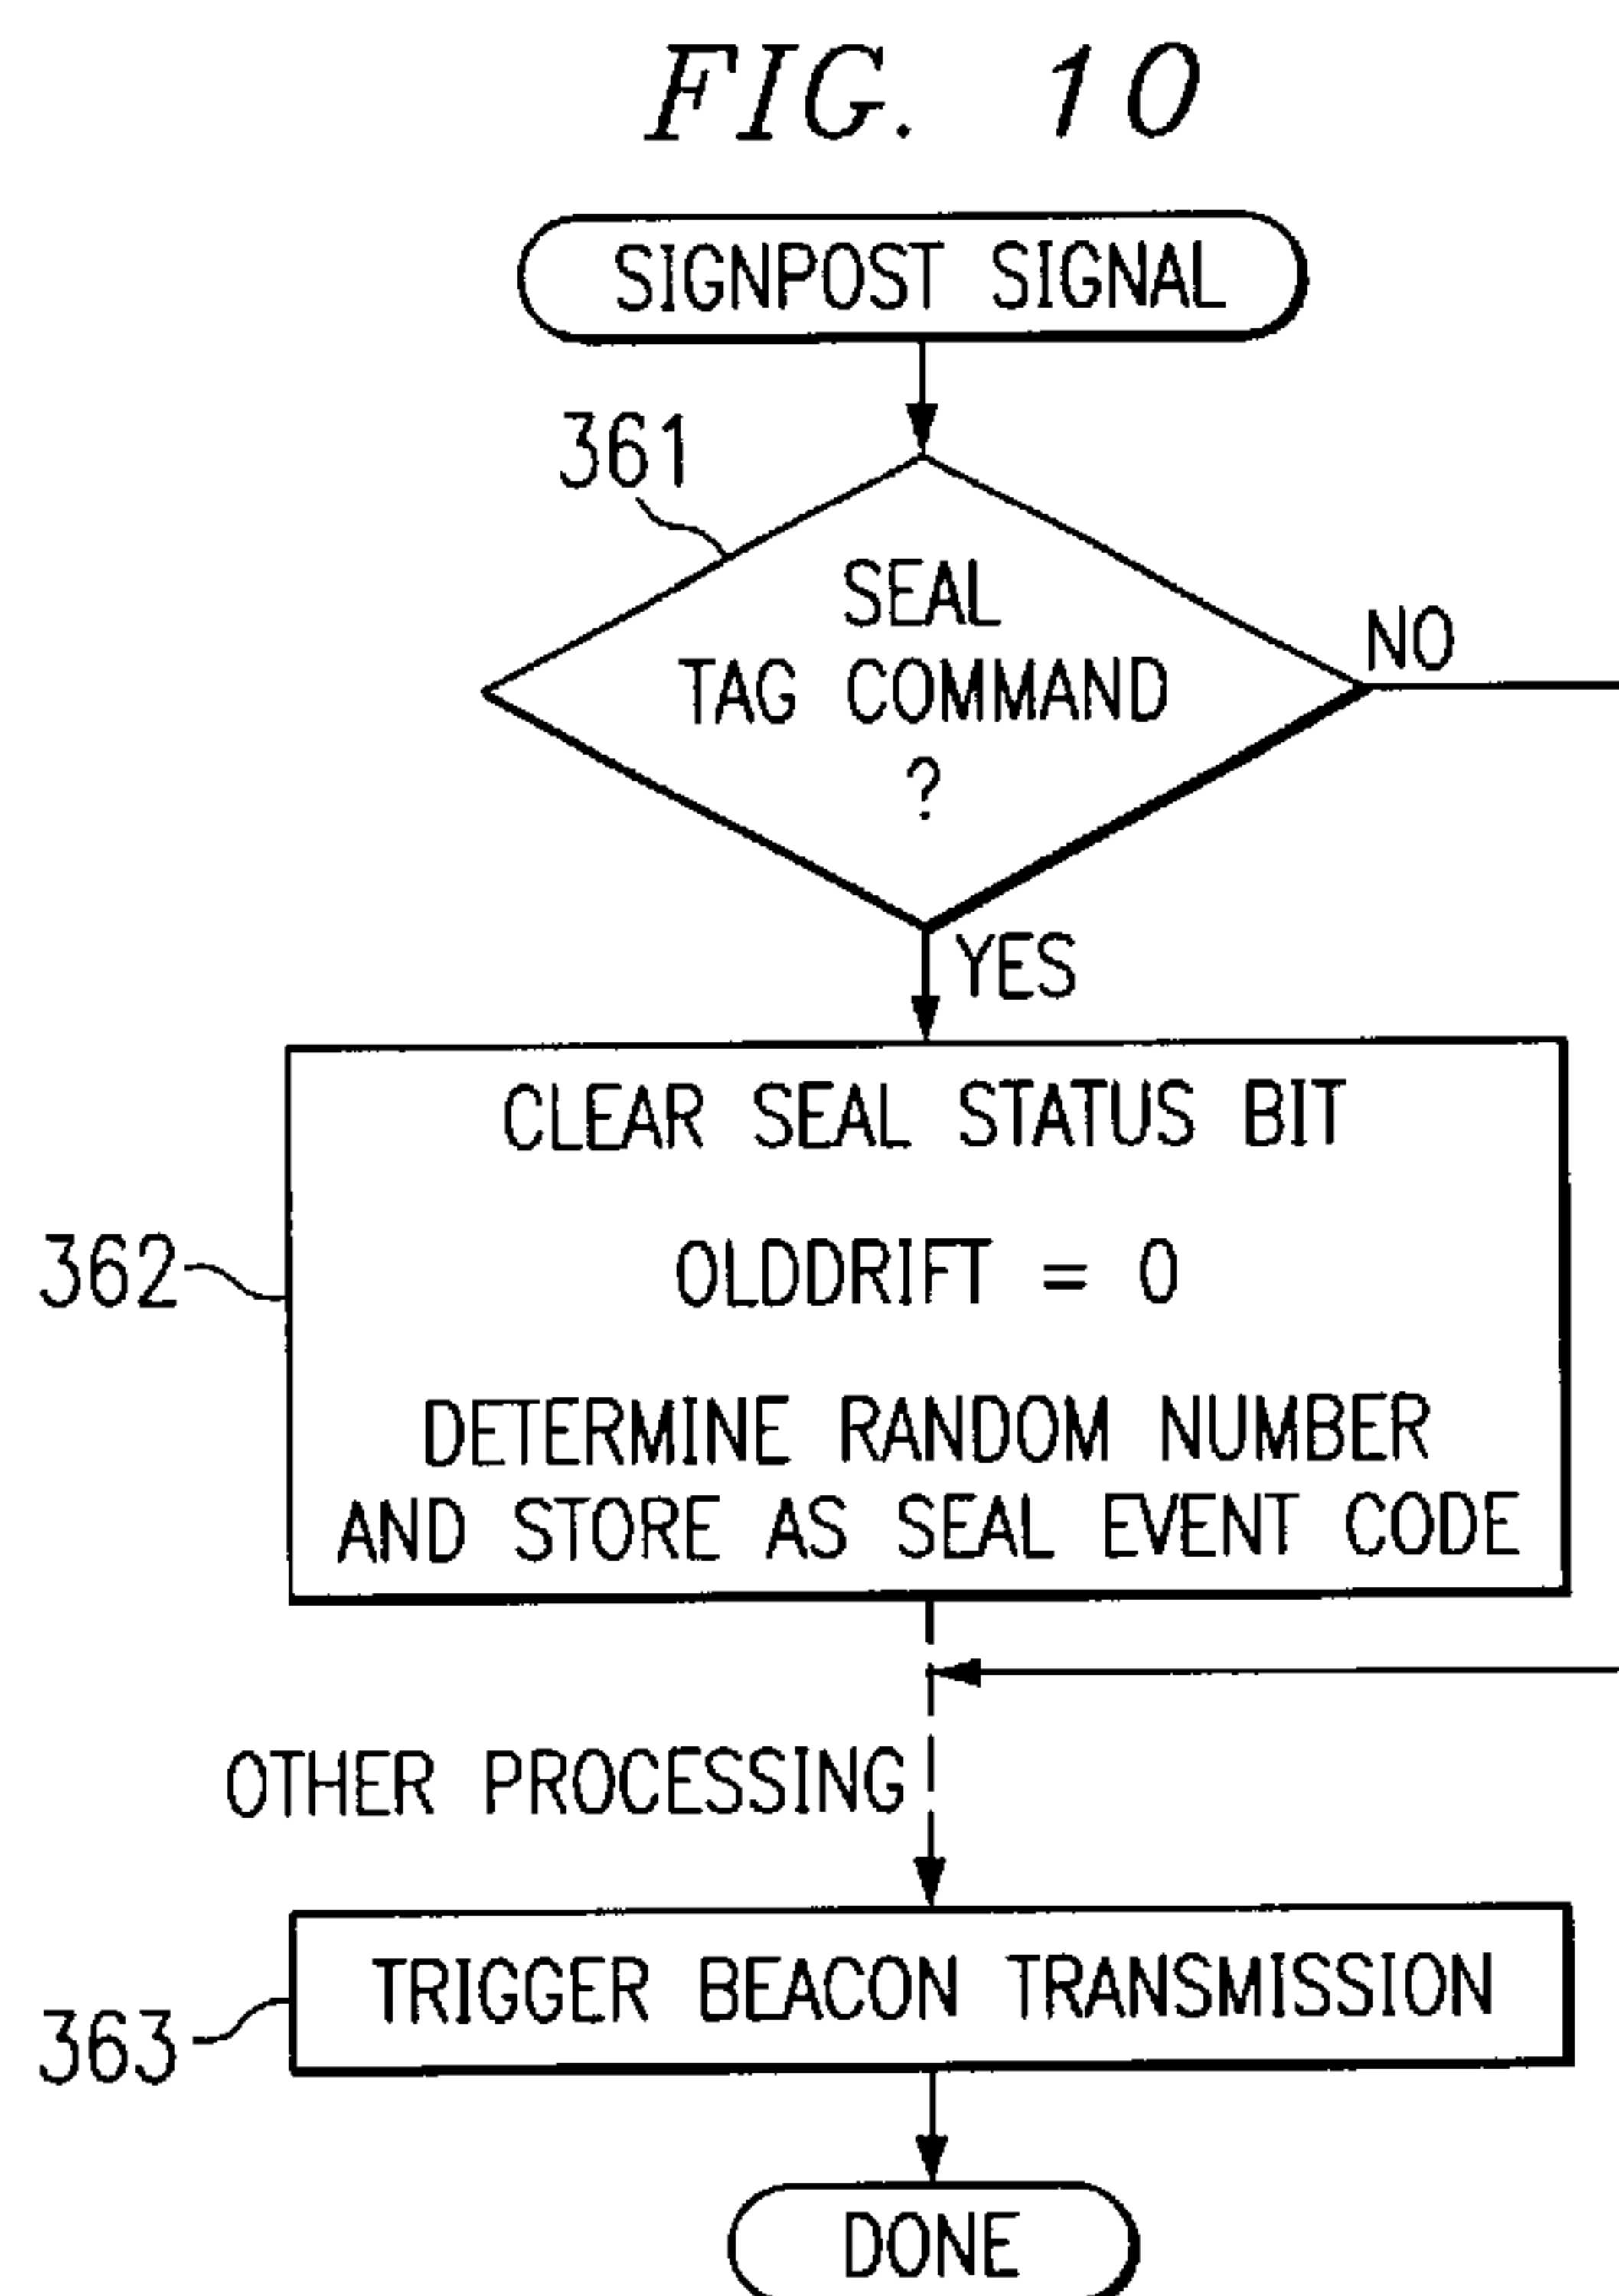 FIG. 10
SIGNPOST SIGNAL
361
SEAL
TAG COMMAND
?
NO
YES
CLEAR SEAL STATUS BIT
362
OLDDRIFT = 0
DETERMINE RANDOM NUMBER
AND STORE AS SEAL EVENT CODE
OTHER PROCESSING
TRIGGER BEACON TRANSMISSION
363
DONE